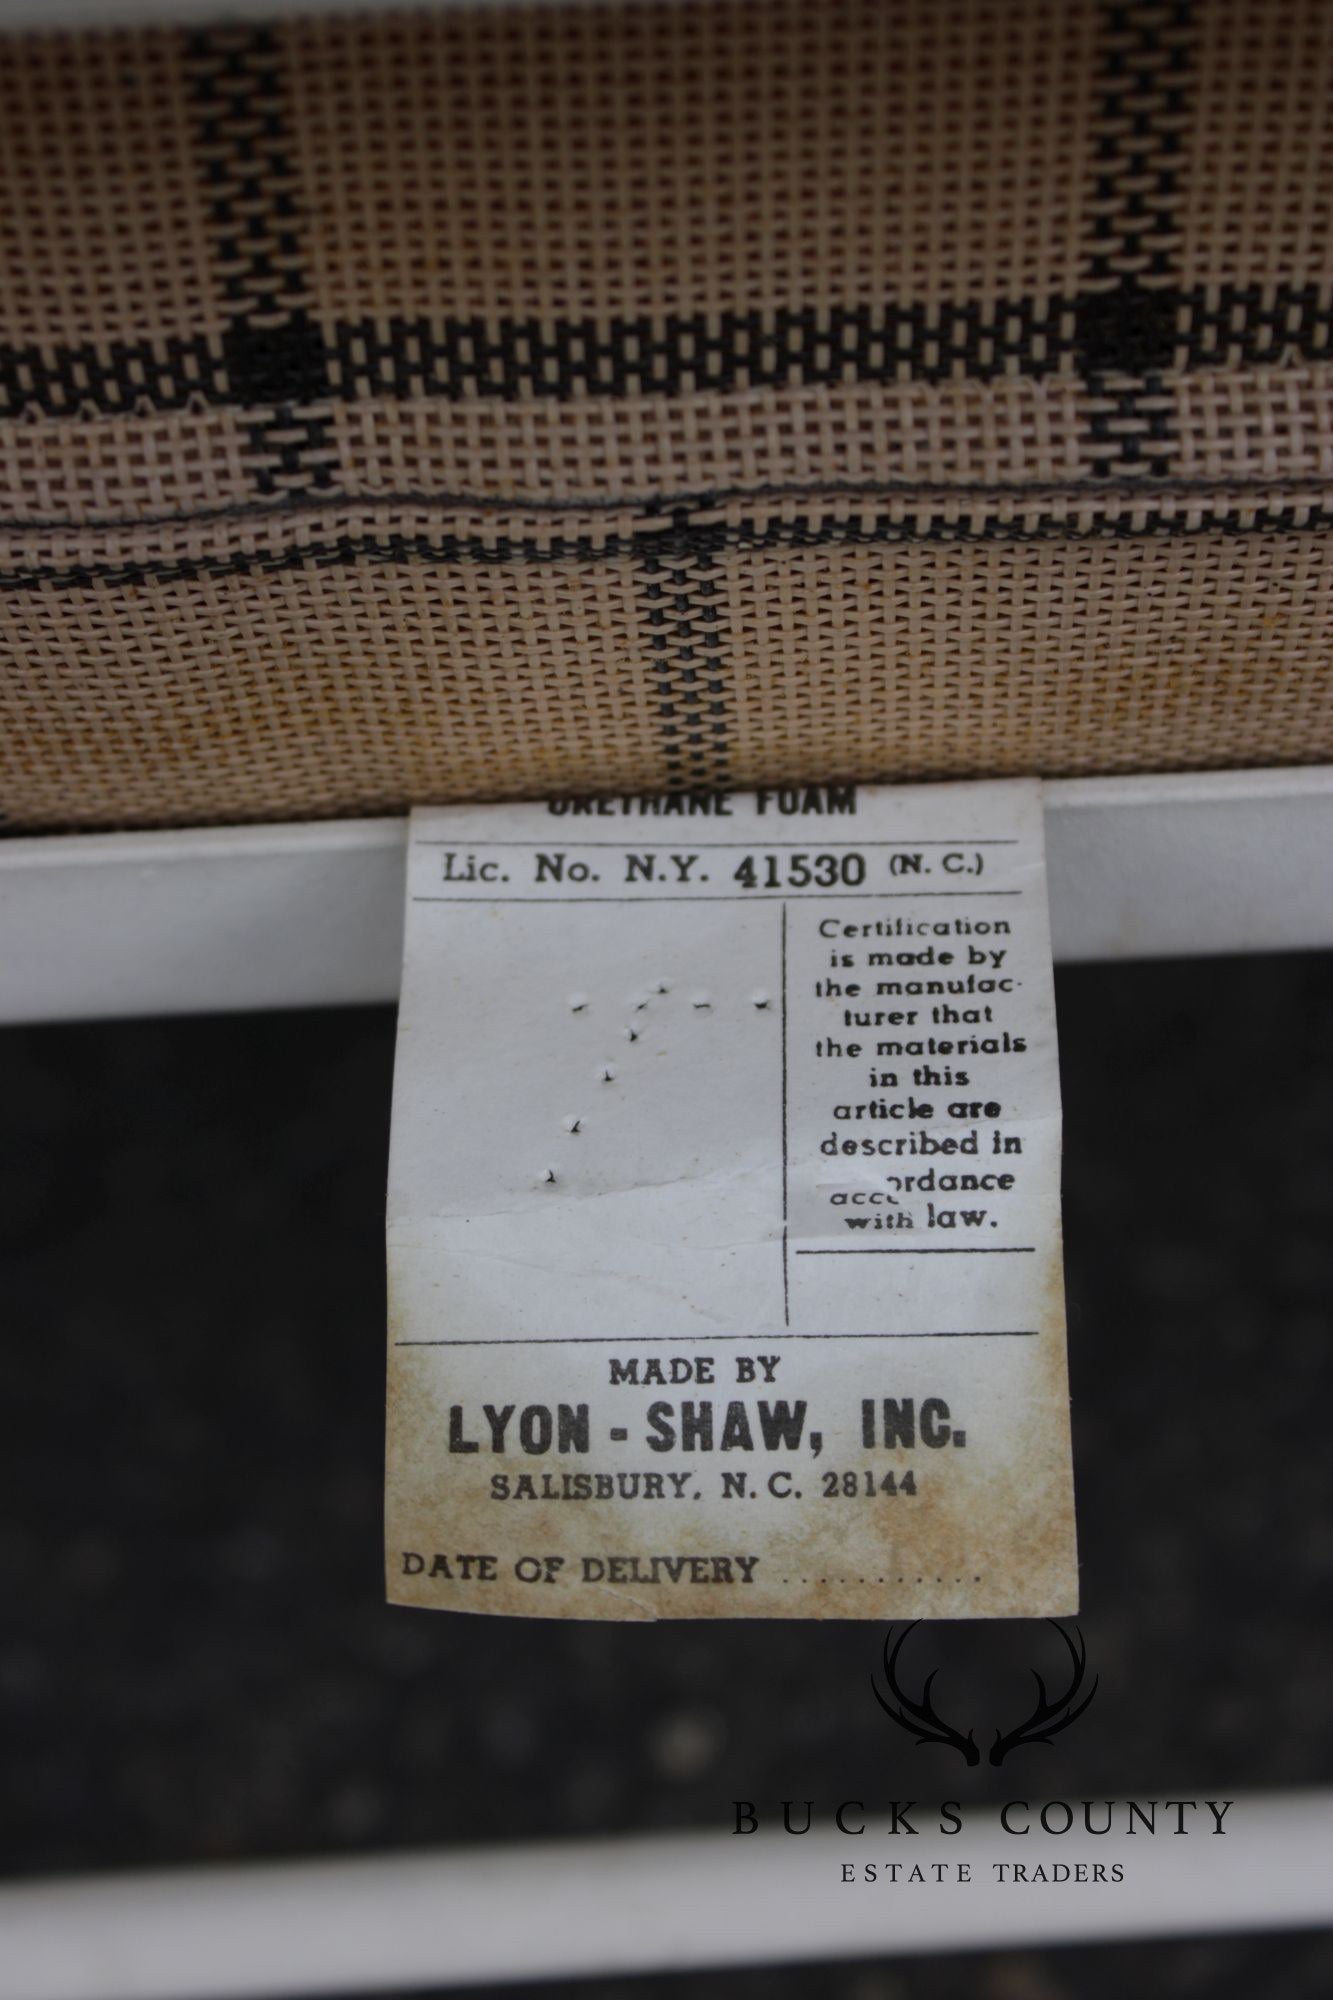 URETHANE FOAM
Lic. No. N.Y. 41530 (N. C.)
Certification
is made by
the manufac-
turer that
the materials
in this
article are
described in
accordance
with law.
MADE BY
LYON - SHAW, INC.
SALISBURY, N. C. 28144
DATE OF DELIVERY ............
BUCKS COUNTY
ESTATE TRADERS